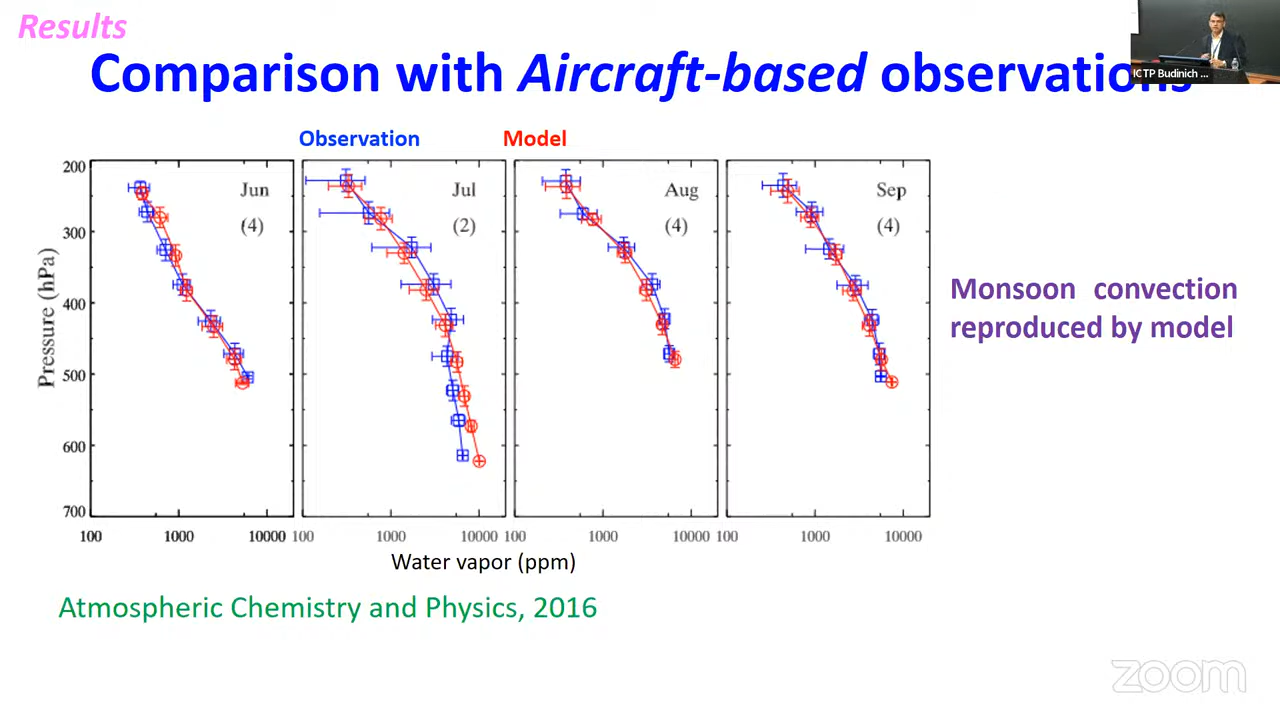 Results
Comparison with Aircraft-based observations
ICTP Budinich ...
Observation
Model
200
300
400
500
600
700
Pressure (hPa)
Jun
(4)
Jul
(2)
Aug
(4)
Sep
(4)
100 1000 10000 100 1000 10000 100 1000 10000 100 1000 10000
Water vapor (ppm)
Monsoon convection
reproduced by model
Atmospheric Chemistry and Physics, 2016
zoom